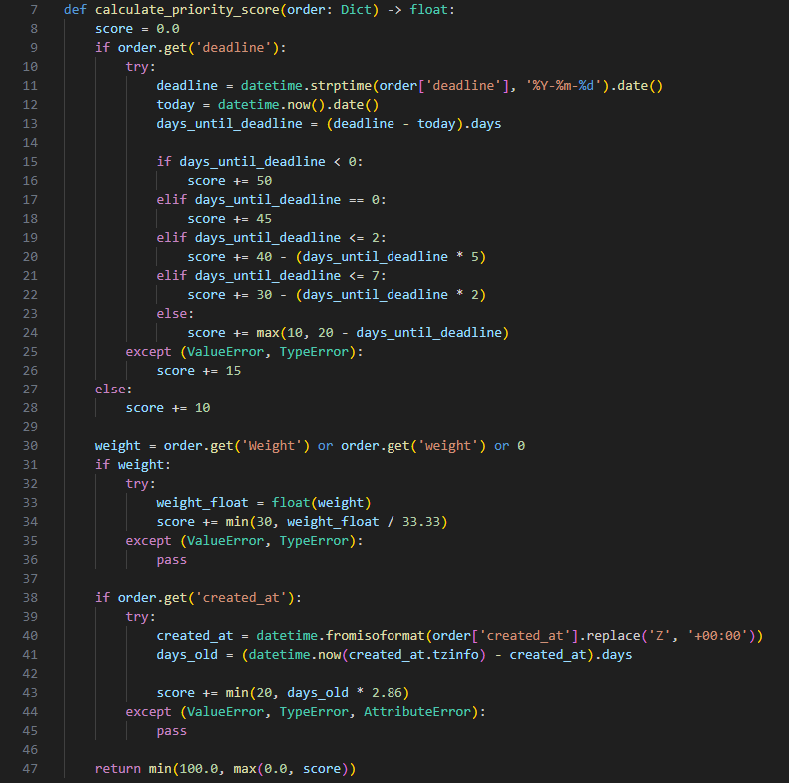 7 def calculate_priority_score(order: Dict) -> float:
8     score = 0.0
9     if order.get('deadline'):
10         try:
11             deadline = datetime.strptime(order['deadline'], '%Y-%m-%d').date()
12             today = datetime.now().date()
13             days_until_deadline = (deadline - today).days
14
15             if days_until_deadline < 0:
16                 score += 50
17             elif days_until_deadline == 0:
18                 score += 45
19             elif days_until_deadline <= 2:
20                 score += 40 - (days_until_deadline * 5)
21             elif days_until_deadline <= 7:
22                 score += 30 - (days_until_deadline * 2)
23             else:
24                 score += max(10, 20 - days_until_deadline)
25         except (ValueError, TypeError):
26             score += 15
27     else:
28         score += 10
29
30     weight = order.get('Weight') or order.get('weight') or 0
31     if weight:
32         try:
33             weight_float = float(weight)
34             score += min(30, weight_float / 33.33)
35         except (ValueError, TypeError):
36             pass
37
38     if order.get('created_at'):
39         try:
40             created_at = datetime.fromisoformat(order['created_at'].replace('Z', '+00:00'))
41             days_old = (datetime.now(created_at.tzinfo) - created_at).days
42
43             score += min(20, days_old * 2.86)
44         except (ValueError, TypeError, AttributeError):
45             pass
46
47     return min(100.0, max(0.0, score))